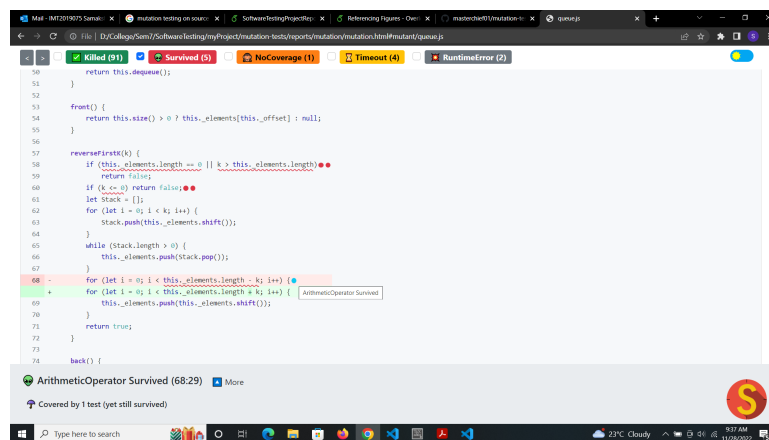 Mail - IMT2019075 Samaks
mutation testing on source
SoftwareTestingProjectRep
Referencing Figures - Overl
masterchief01/mutation-te
queue.js
File | D:/College/Sem7/SoftwareTesting/myProject/mutation-tests/reports/mutation/mutation.html#mutant/queue.js
S
< > Killed (91) Survived (5) NoCoverage (1) Timeout (4) RuntimeError (2)
50 return this.dequeue();
51 }
52
53 front() {
54 return this.size() > 0 ? this._elements[this._offset] : null;
55 }
56
57 reverseFirstK(k) {
58 if (this._elements.length == 0 || k > this._elements.length)
59 return false;
60 if (k <= 0) return false;
61 let Stack = [];
62 for (let i = 0; i < k; i++) {
63 Stack.push(this._elements.shift());
64 }
65 while (Stack.length > 0) {
66 this._elements.push(Stack.pop());
67 }
68 - for (let i = 0; i < this._elements.length - k; i++) {
+ for (let i = 0; i < this._elements.length + k; i++) {
ArithmeticOperator Survived
69 this._elements.push(this._elements.shift());
70 }
71 return true;
72 }
73
74 back() {
ArithmeticOperator Survived (68:29) More
Covered by 1 test (yet still survived)
S
Type here to search
23°C Cloudy
9:37 AM
11/28/2022